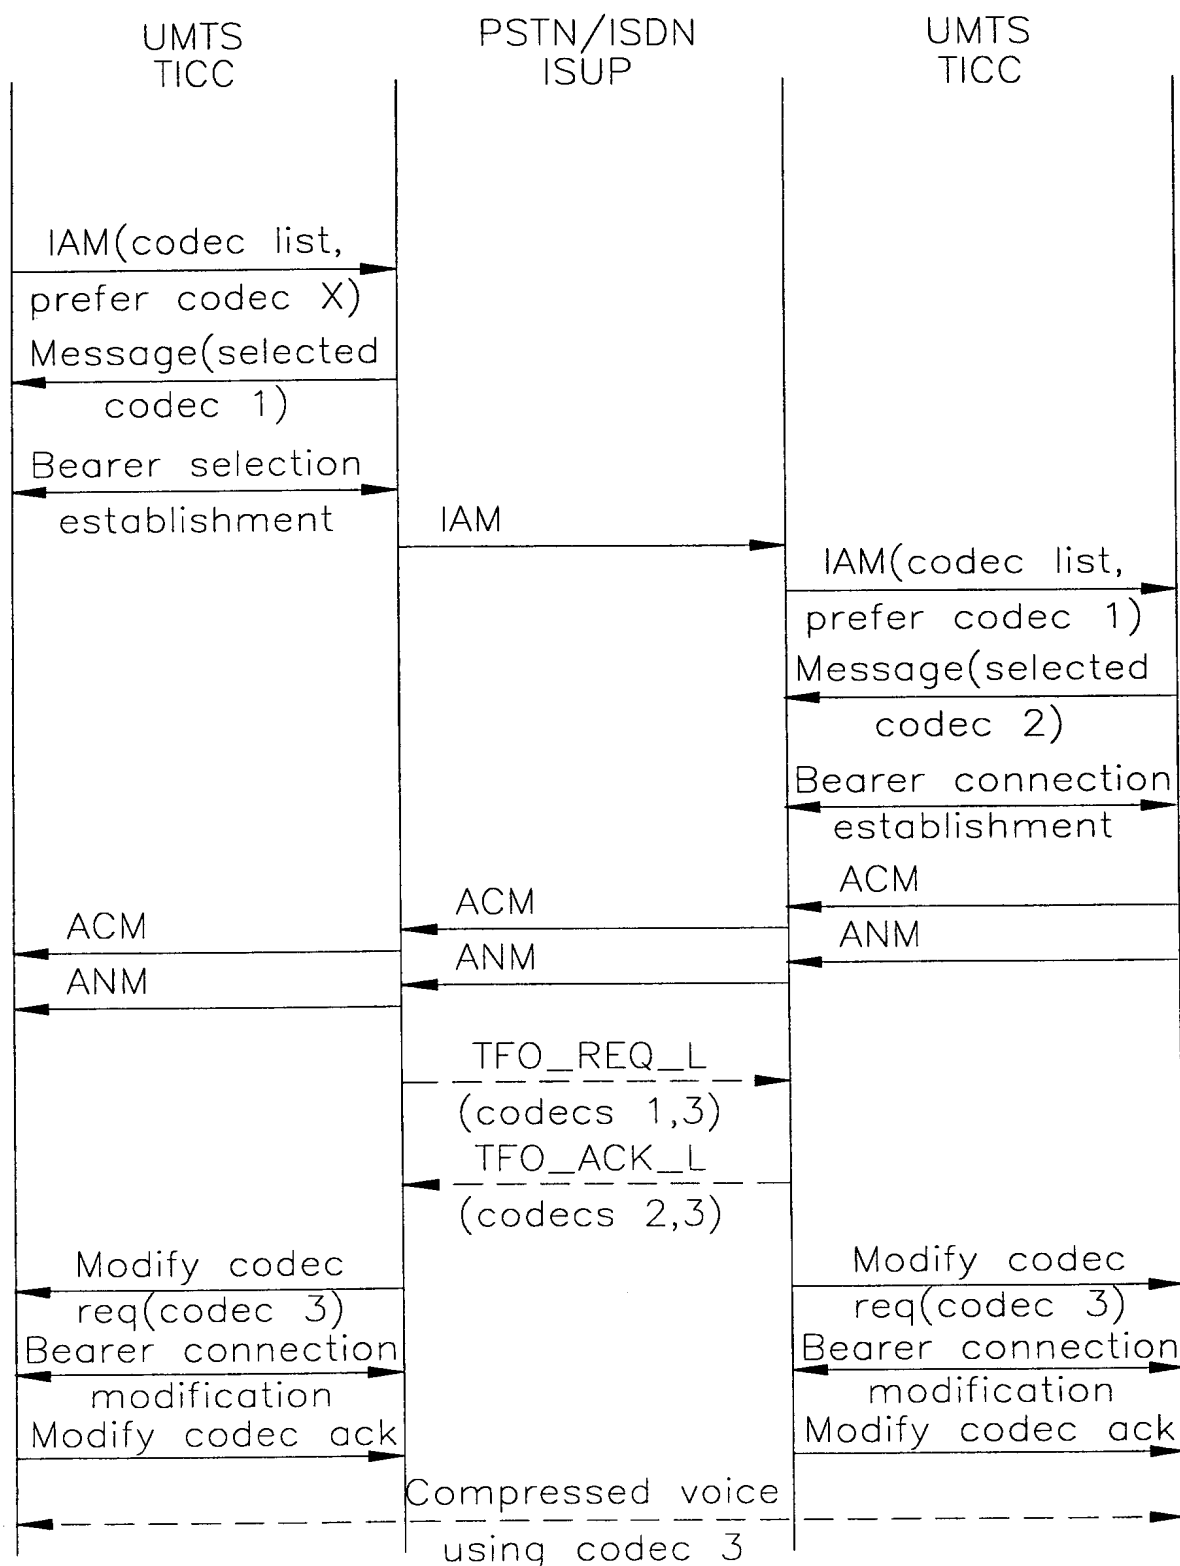 UMTS
TICC
PSTN/ISDN
ISUP
UMTS
TICC
IAM(codec list,
prefer codec X)
Message(selected
codec 1)
Bearer selection
establishment
IAM
IAM(codec list,
prefer codec 1)
Message(selected
codec 2)
Bearer connection
establishment
ACM
ACM
ACM
ANM
ANM
ANM
TFO_REQ_L
(codecs 1,3)
TFO_ACK_L
(codecs 2,3)
Modify codec
req(codec 3)
Bearer connection
modification
Modify codec ack
Modify codec
req(codec 3)
Bearer connection
modification
Modify codec ack
Compressed voice
using codec 3